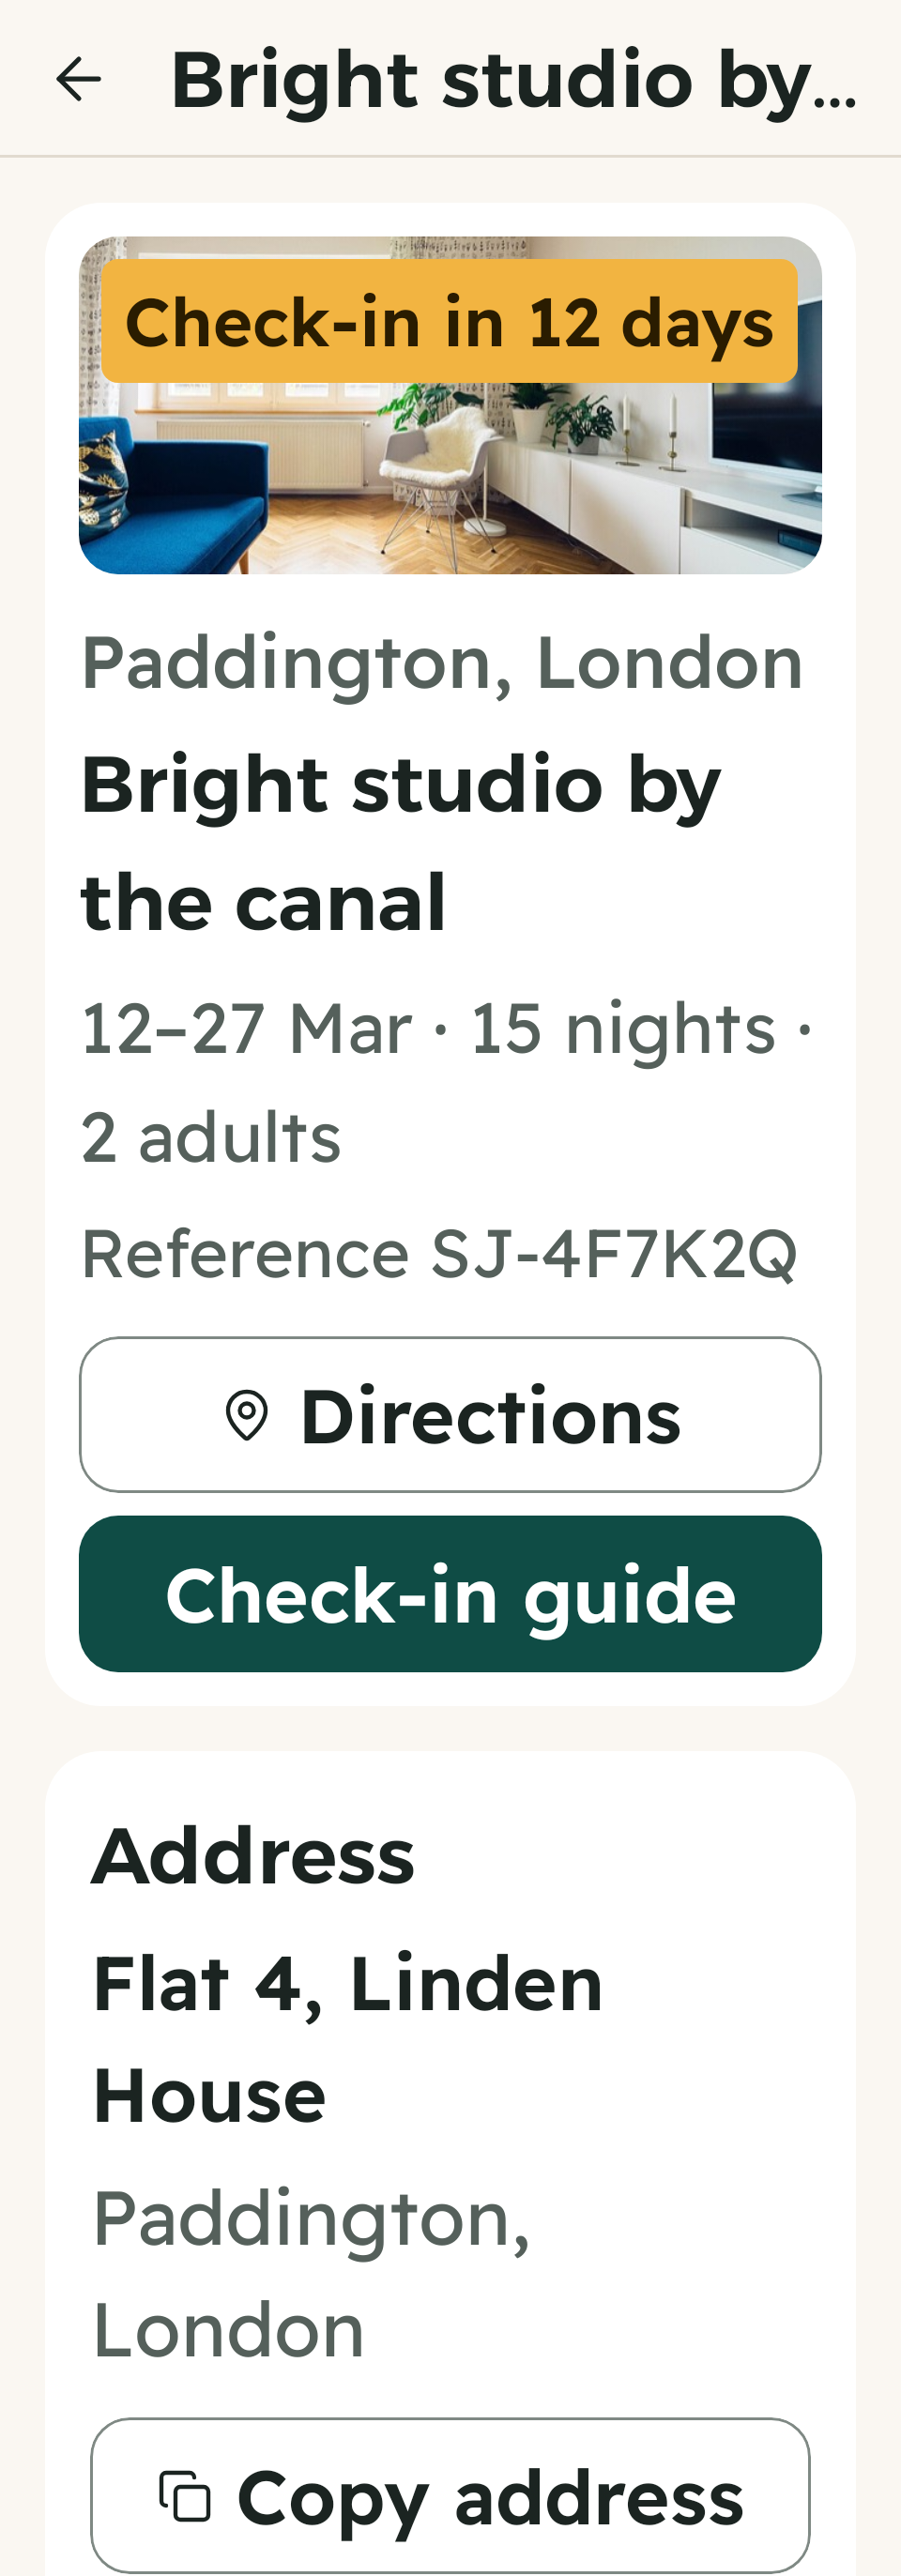 Bright studio by...
Check-in in 12 days
Paddington, London
Bright studio by
the canal
12–27 Mar · 15 nights ·
2 adults
Reference SJ-4F7K2Q
Directions
Check-in guide
Address
Flat 4, Linden
House
Paddington,
London
Copy address